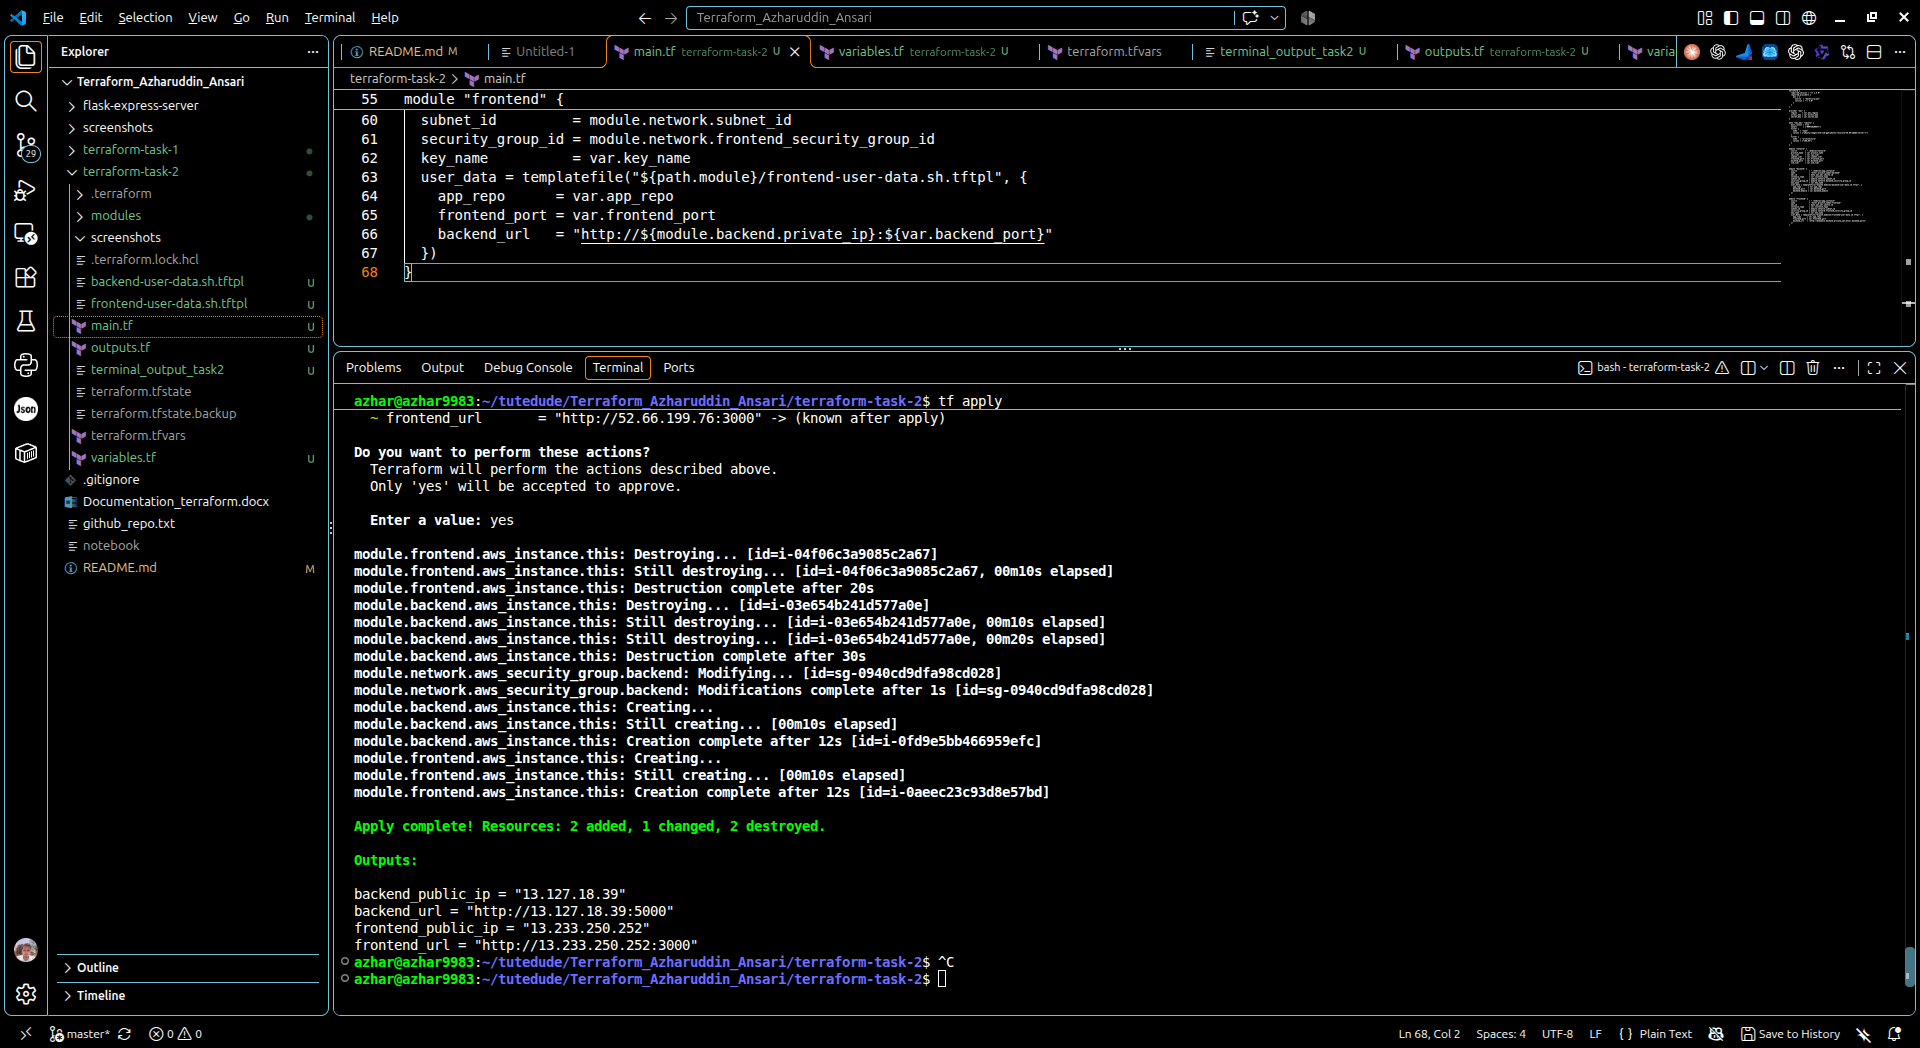 File Edit Selection View Go Run Terminal Help
Terraform_Azharuddin_Ansari
Explorer
Terraform_Azharuddin_Ansari
flask-express-server
screenshots
terraform-task-1
terraform-task-2
.terraform
modules
screenshots
.terraform.lock.hcl
backend-user-data.sh.tftpl U
frontend-user-data.sh.tftpl U
main.tf U
outputs.tf U
terminal_output_task2 U
terraform.tfstate
terraform.tfstate.backup
terraform.tfvars
variables.tf U
.gitignore
Documentation_terraform.docx
github_repo.txt
notebook
README.md M
Outline
Timeline
29
Json
README.md M Untitled-1 main.tf terraform-task-2 U variables.tf terraform-task-2 U terraform.tfvars terminal_output_task2 U outputs.tf terraform-task-2 U varia
terraform-task-2 > main.tf
55 module "frontend" {
60 subnet_id = module.network.subnet_id
61 security_group_id = module.network.frontend_security_group_id
62 key_name = var.key_name
63 user_data = templatefile("${path.module}/frontend-user-data.sh.tftpl", {
64 app_repo = var.app_repo
65 frontend_port = var.frontend_port
66 backend_url = "http://${module.backend.private_ip}:${var.backend_port}"
67 })
68 }
Problems Output Debug Console Terminal Ports
bash - terraform-task-2
azhar@azhar9983:~/tutedude/Terraform_Azharuddin_Ansari/terraform-task-2$ tf apply
~ frontend_url = "http://52.66.199.76:3000" -> (known after apply)
Do you want to perform these actions?
Terraform will perform the actions described above.
Only 'yes' will be accepted to approve.
Enter a value: yes
module.frontend.aws_instance.this: Destroying... [id=i-04f06c3a9085c2a67]
module.frontend.aws_instance.this: Still destroying... [id=i-04f06c3a9085c2a67, 00m10s elapsed]
module.frontend.aws_instance.this: Destruction complete after 20s
module.backend.aws_instance.this: Destroying... [id=i-03e654b241d577a0e]
module.backend.aws_instance.this: Still destroying... [id=i-03e654b241d577a0e, 00m10s elapsed]
module.backend.aws_instance.this: Still destroying... [id=i-03e654b241d577a0e, 00m20s elapsed]
module.backend.aws_instance.this: Destruction complete after 30s
module.network.aws_security_group.backend: Modifying... [id=sg-0940cd9dfa98cd028]
module.network.aws_security_group.backend: Modifications complete after 1s [id=sg-0940cd9dfa98cd028]
module.backend.aws_instance.this: Creating...
module.backend.aws_instance.this: Still creating... [00m10s elapsed]
module.backend.aws_instance.this: Creation complete after 12s [id=i-0fd9e5bb466959efc]
module.frontend.aws_instance.this: Creating...
module.frontend.aws_instance.this: Still creating... [00m10s elapsed]
module.frontend.aws_instance.this: Creation complete after 12s [id=i-0aeec23c93d8e57bd]
Apply complete! Resources: 2 added, 1 changed, 2 destroyed.
Outputs:
backend_public_ip = "13.127.18.39"
backend_url = "http://13.127.18.39:5000"
frontend_public_ip = "13.233.250.252"
frontend_url = "http://13.233.250.252:3000"
azhar@azhar9983:~/tutedude/Terraform_Azharuddin_Ansari/terraform-task-2$ ^C
azhar@azhar9983:~/tutedude/Terraform_Azharuddin_Ansari/terraform-task-2$
master* 0 0 Ln 68, Col 2 Spaces: 4 UTF-8 LF { } Plain Text Save to History